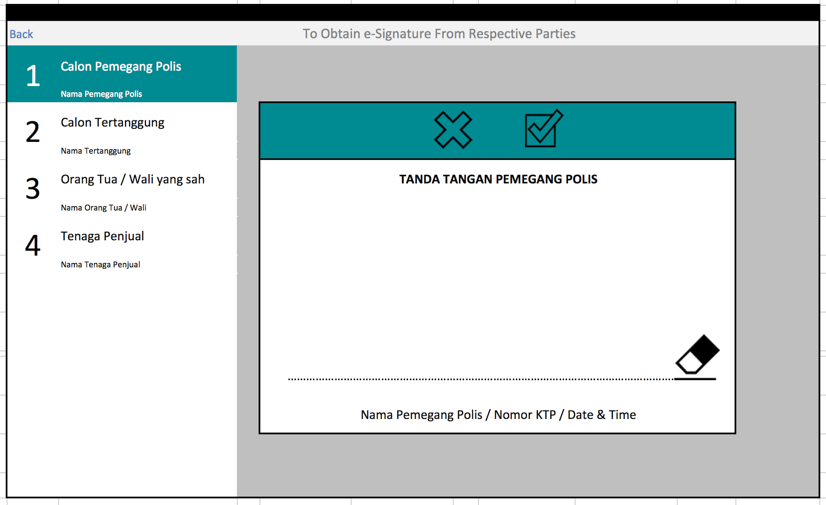 Back
To Obtain e-Signature From Respective Parties
1
Calon Pemegang Polis
Nama Pemegang Polis
2
Calon Tertanggung
Nama Tertanggung
3
Orang Tua / Wali yang sah
Nama Orang Tua / Wali
4
Tenaga Penjual
Nama Tenaga Penjual
TANDA TANGAN PEMEGANG POLIS
Nama Pemegang Polis / Nomor KTP / Date & Time